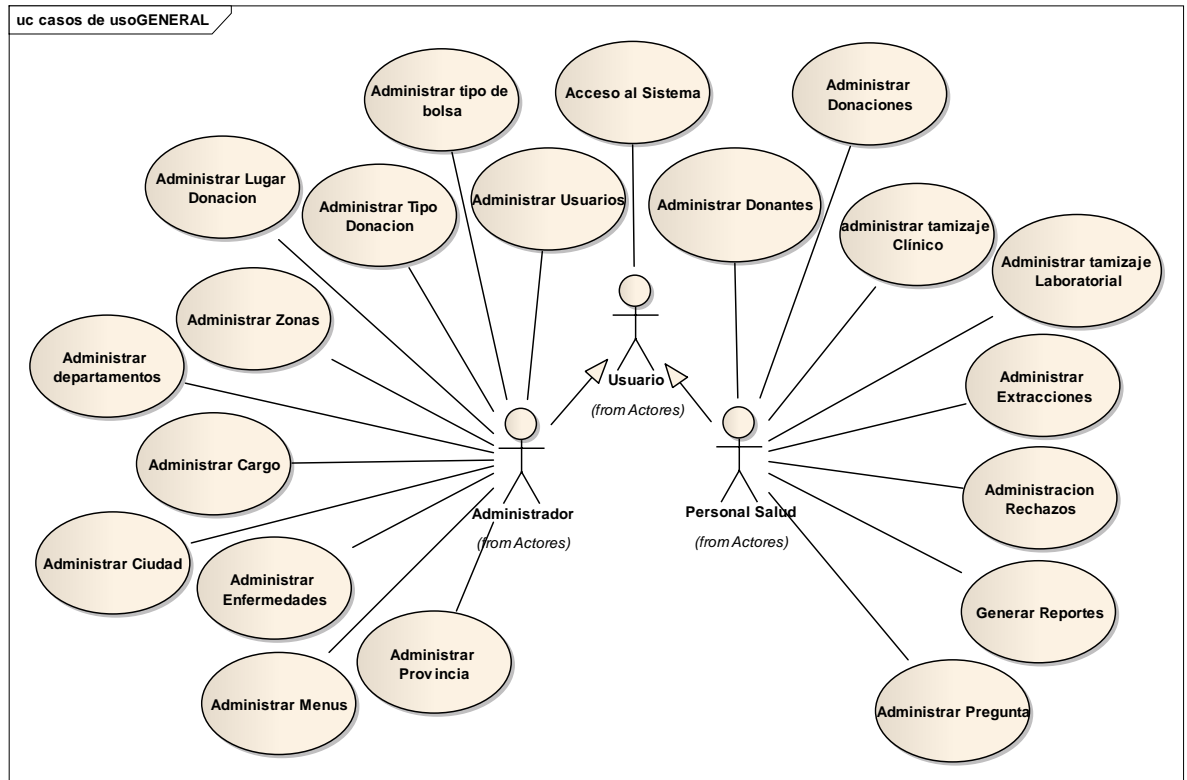 uc casos de usoGENERAL
Administrar tipo de
bolsa
Acceso al Sistema
Administrar
Donaciones
Administrar Lugar
Donacion
Administrar Tipo
Donacion
Administrar Usuarios
Administrar Donantes
administrar tamizaje
Clínico
Administrar tamizaje
Laboratorial
Administrar Zonas
Administrar
departamentos
Usuario
(from Actores)
Administrar
Extracciones
Administrar Cargo
Administrador
(from Actores)
Personal Salud
(from Actores)
Administracion
Rechazos
Administrar Ciudad
Administrar
Enfermedades
Generar Reportes
Administrar
Provincia
Administrar Menus
Administrar Pregunta